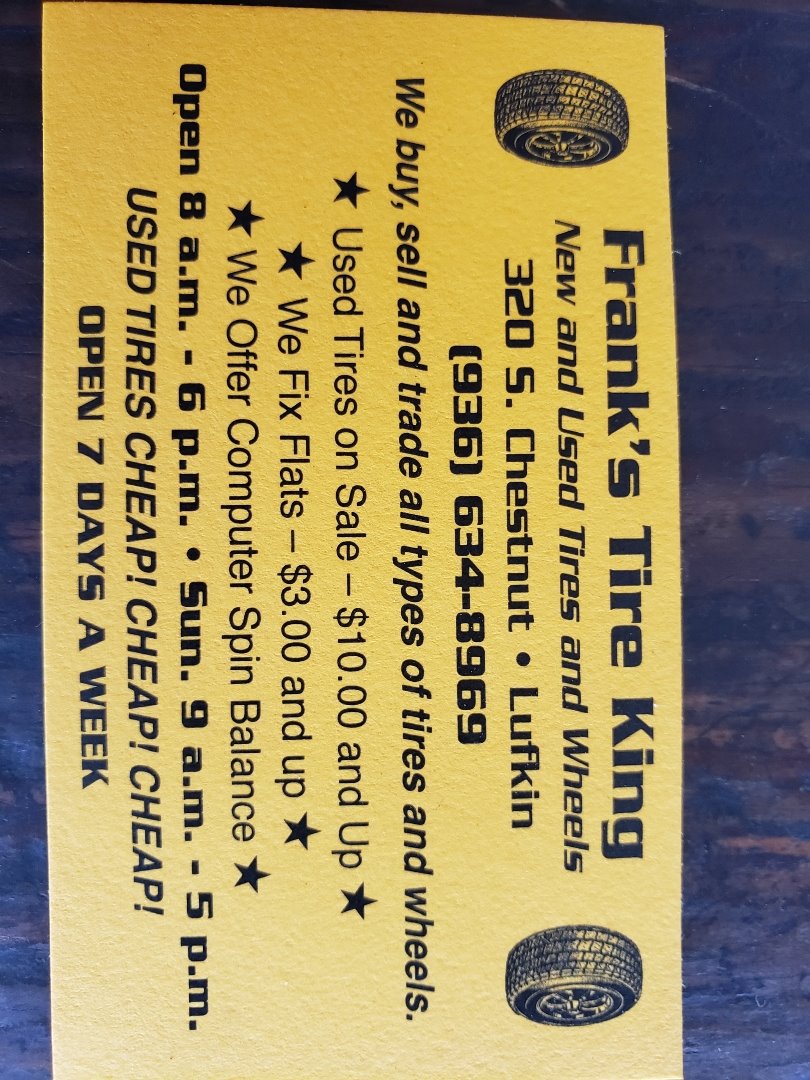 Frank's Tire King
New and Used Tires and Wheels
320 S. Chestnut • Lufkin
(936) 634-8969
We buy, sell and trade all types of tires and wheels.
★ Used Tires on Sale – $10.00 and Up ★
★ We Fix Flats – $3.00 and up ★
★ We Offer Computer Spin Balance ★
Open 8 a.m. - 6 p.m. • Sun. 9 a.m. - 5 p.m.
USED TIRES CHEAP! CHEAP! CHEAP!
OPEN 7 DAYS A WEEK